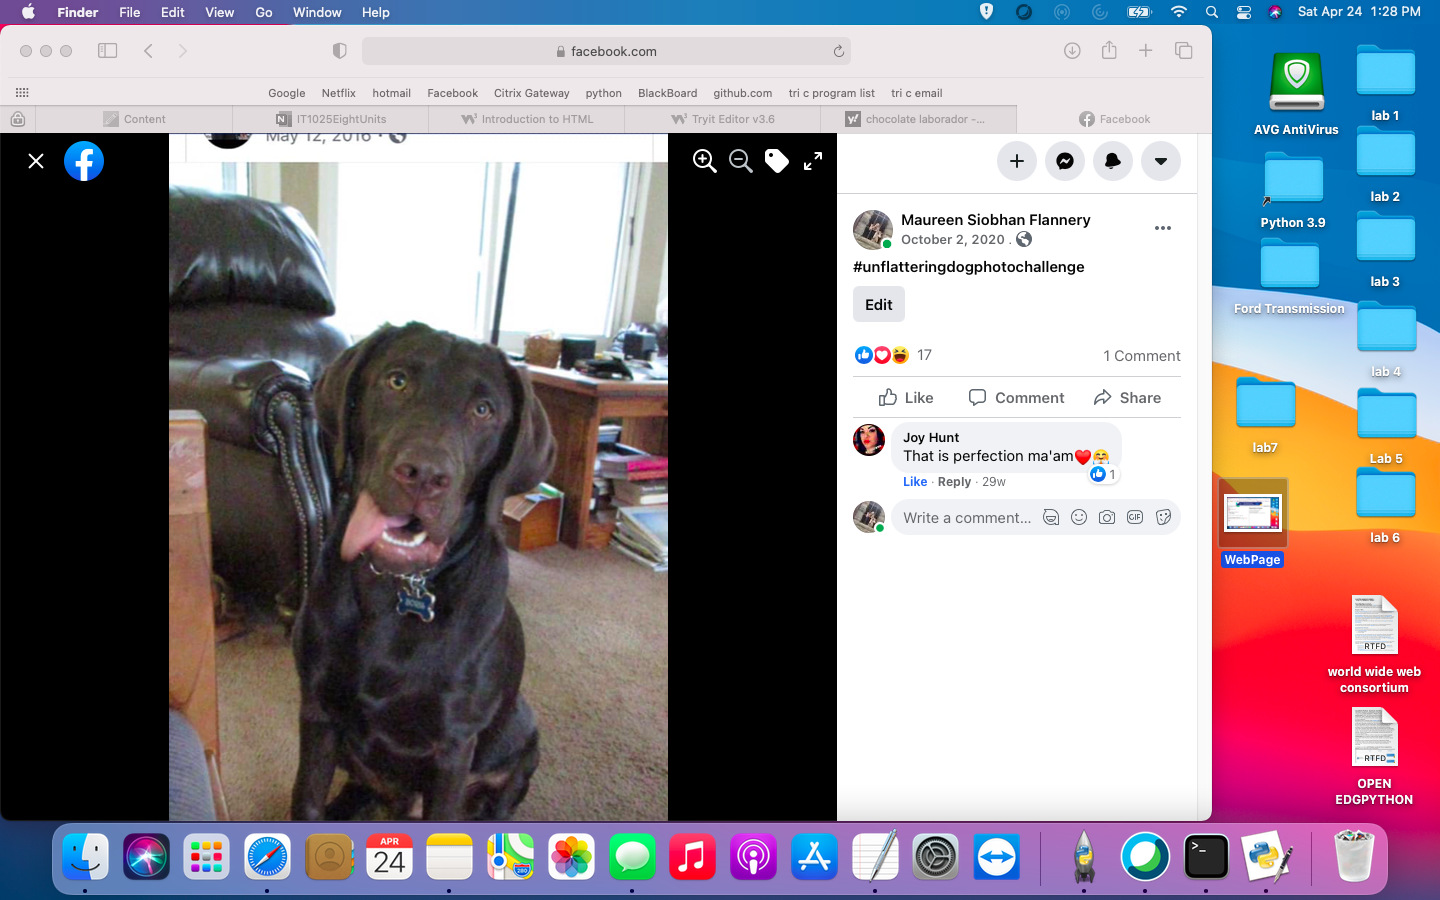 Finder File Edit View Go Window Help Sat Apr 24 1:28 PM
facebook.com
Google Netflix hotmail Facebook Citrix Gateway python BlackBoard github.com tri c program list tri c email
Content IT1025EightUnits Introduction to HTML Tryit Editor v3.6 chocolate laborador -... Facebook
May 12, 2016 ·
Maureen Siobhan Flannery
October 2, 2020 .
#unflatteringdogphotochallenge
Edit
17 1 Comment
Like Comment Share
Joy Hunt
That is perfection ma'am❤️🤗
1
Like · Reply · 29w
Write a comment... GIF
AVG AntiVirus
lab 1
lab 2
Python 3.9
lab 3
Ford Transmission
lab 4
lab7
Lab 5
lab 6
WebPage
RTFD
world wide web
consortium
RTFD
OPEN
EDGPYTHON
APR
24
280
>_